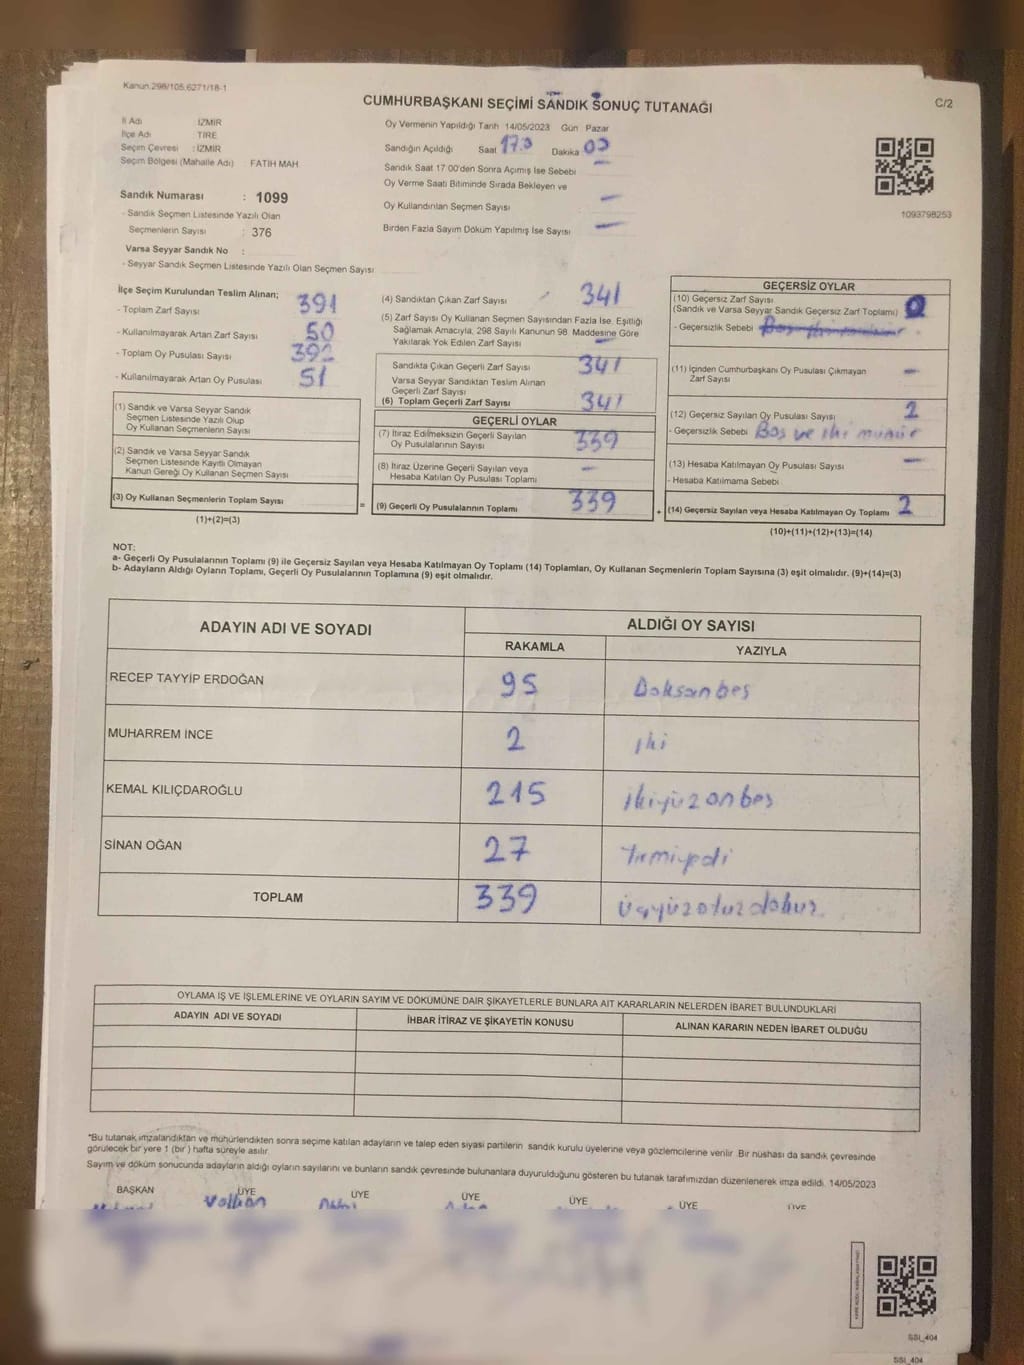 Kanun.298/105,6271/18-1
CUMHURBAŞKANI SEÇİMİ SANDIK SONUÇ TUTANAĞI
C/2
İl Adı İZMİR
İlçe Adı TİRE
Seçim Çevresi : İZMİR
Seçim Bölgesi (Mahalle Adı) FATİH MAH
Oy Vermenin Yapıldığı Tarih 14/05/2023 Gün Pazar
Sandığın Açıldığı Saat Dakika
Sandık Saat 17:00'den Sonra Açılmış İse Sebebi
Oy Verme Saati Bitiminde Sırada Bekleyen ve
Oy Kullandırılan Seçmen Sayısı
Birden Fazla Sayım Döküm Yapılmış İse Sayısı
1093798253
Sandık Numarası : 1099
- Sandık Seçmen Listesinde Yazılı Olan
Seçmenlerin Sayısı : 376
Varsa Seyyar Sandık No :
- Seyyar Sandık Seçmen Listesinde Yazılı Olan Seçmen Sayısı
İlçe Seçim Kurulundan Teslim Alınan;
- Toplam Zarf Sayısı 391
- Kullanılmayarak Artan Zarf Sayısı 50
- Toplam Oy Pusulası Sayısı 392
- Kullanılmayarak Artan Oy Pusulası 51
(1) Sandık ve Varsa Seyyar Sandık
Seçmen Listesinde Yazılı Olup
Oy Kullanan Seçmenlerin Sayısı
(2) Sandık ve Varsa Seyyar Sandık
Seçmen Listesinde Kayıtlı Olmayan
Kanun Gereği Oy Kullanan Seçmen Sayısı
(3) Oy Kullanan Seçmenlerin Toplam Sayısı =
(1)+(2)=(3)
(4) Sandıktan Çıkan Zarf Sayısı 341
(5) Zarf Sayısı Oy Kullanan Seçmen Sayısından Fazla İse, Eşitliği
Sağlamak Amacıyla, 298 Sayılı Kanunun 98. Maddesine Göre
Yakılarak Yok Edilen Zarf Sayısı
Sandıkta Çıkan Geçerli Zarf Sayısı 341
Varsa Seyyar Sandıktan Teslim Alınan
Geçerli Zarf Sayısı
(6) Toplam Geçerli Zarf Sayısı 341
GEÇERLİ OYLAR
(7) İtiraz Edilmeksizin Geçerli Sayılan
Oy Pusulalarının Sayısı 339
(8) İtiraz Üzerine Geçerli Sayılan veya
Hesaba Katılan Oy Pusulası Toplamı
(9) Geçerli Oy Pusulalarının Toplamı 339 +
GEÇERSİZ OYLAR
(10) Geçersiz Zarf Sayısı
(Sandık ve Varsa Seyyar Sandık Geçersiz Zarf Toplamı)
- Geçersizlik Sebebi
(11) İçinden Cumhurbaşkanı Oy Pusulası Çıkmayan
Zarf Sayısı
(12) Geçersiz Sayılan Oy Pusulası Sayısı 2
- Geçersizlik Sebebi Boş ve iki mühür
(13) Hesaba Katılmayan Oy Pusulası Sayısı
- Hesaba Katılmama Sebebi
(14) Geçersiz Sayılan veya Hesaba Katılmayan Oy Toplamı 2
(10)+(11)+(12)+(13)=(14)
NOT:
a- Geçerli Oy Pusulalarının Toplamı (9) ile Geçersiz Sayılan veya Hesaba Katılmayan Oy Toplamı (14) Toplamları, Oy Kullanan Seçmenlerin Toplam Sayısına (3) eşit olmalıdır. (9)+(14)=(3)
b- Adayların Aldığı Oyların Toplamı, Geçerli Oy Pusulalarının Toplamına (9) eşit olmalıdır.
ADAYIN ADI VE SOYADI
ALDIĞI OY SAYISI
RAKAMLA YAZIYLA
RECEP TAYYİP ERDOĞAN 95 Doksanbeş
MUHARREM İNCE 2 iki
KEMAL KILIÇDAROĞLU 215 ikiyüzonbeş
SİNAN OĞAN 27 Yirmiyedi
TOPLAM 339 üçyüzotuzdokuz
OYLAMA İŞ VE İŞLEMLERİNE VE OYLARIN SAYIM VE DÖKÜMÜNE DAİR ŞİKAYETLERLE BUNLARA AİT KARARLARIN NELERDEN İBARET BULUNDUKLARI
ADAYIN ADI VE SOYADI İHBAR İTİRAZ VE ŞİKAYETİN KONUSU ALINAN KARARIN NEDEN İBARET OLDUĞU
*Bu tutanak imzalandıktan ve mühürlendikten sonra seçime katılan adayların ve talep eden siyasi partilerin sandık kurulu üyelerine veya gözlemcilerine verilir. Bir nüshası da sandık çevresinde
görülecek bir yere 1 (bir) hafta süreyle asılır.
Sayım ve döküm sonucunda adayların aldığı oyların sayılarını ve bunların sandık çevresinde bulunanlara duyurulduğunu gösteren bu tutanak tarafımızdan düzenlenerek imza edildi. 14/05/2023
BAŞKAN ÜYE ÜYE ÜYE ÜYE ÜYE ÜYE
Volkan
SSİ_404
SSİ_404